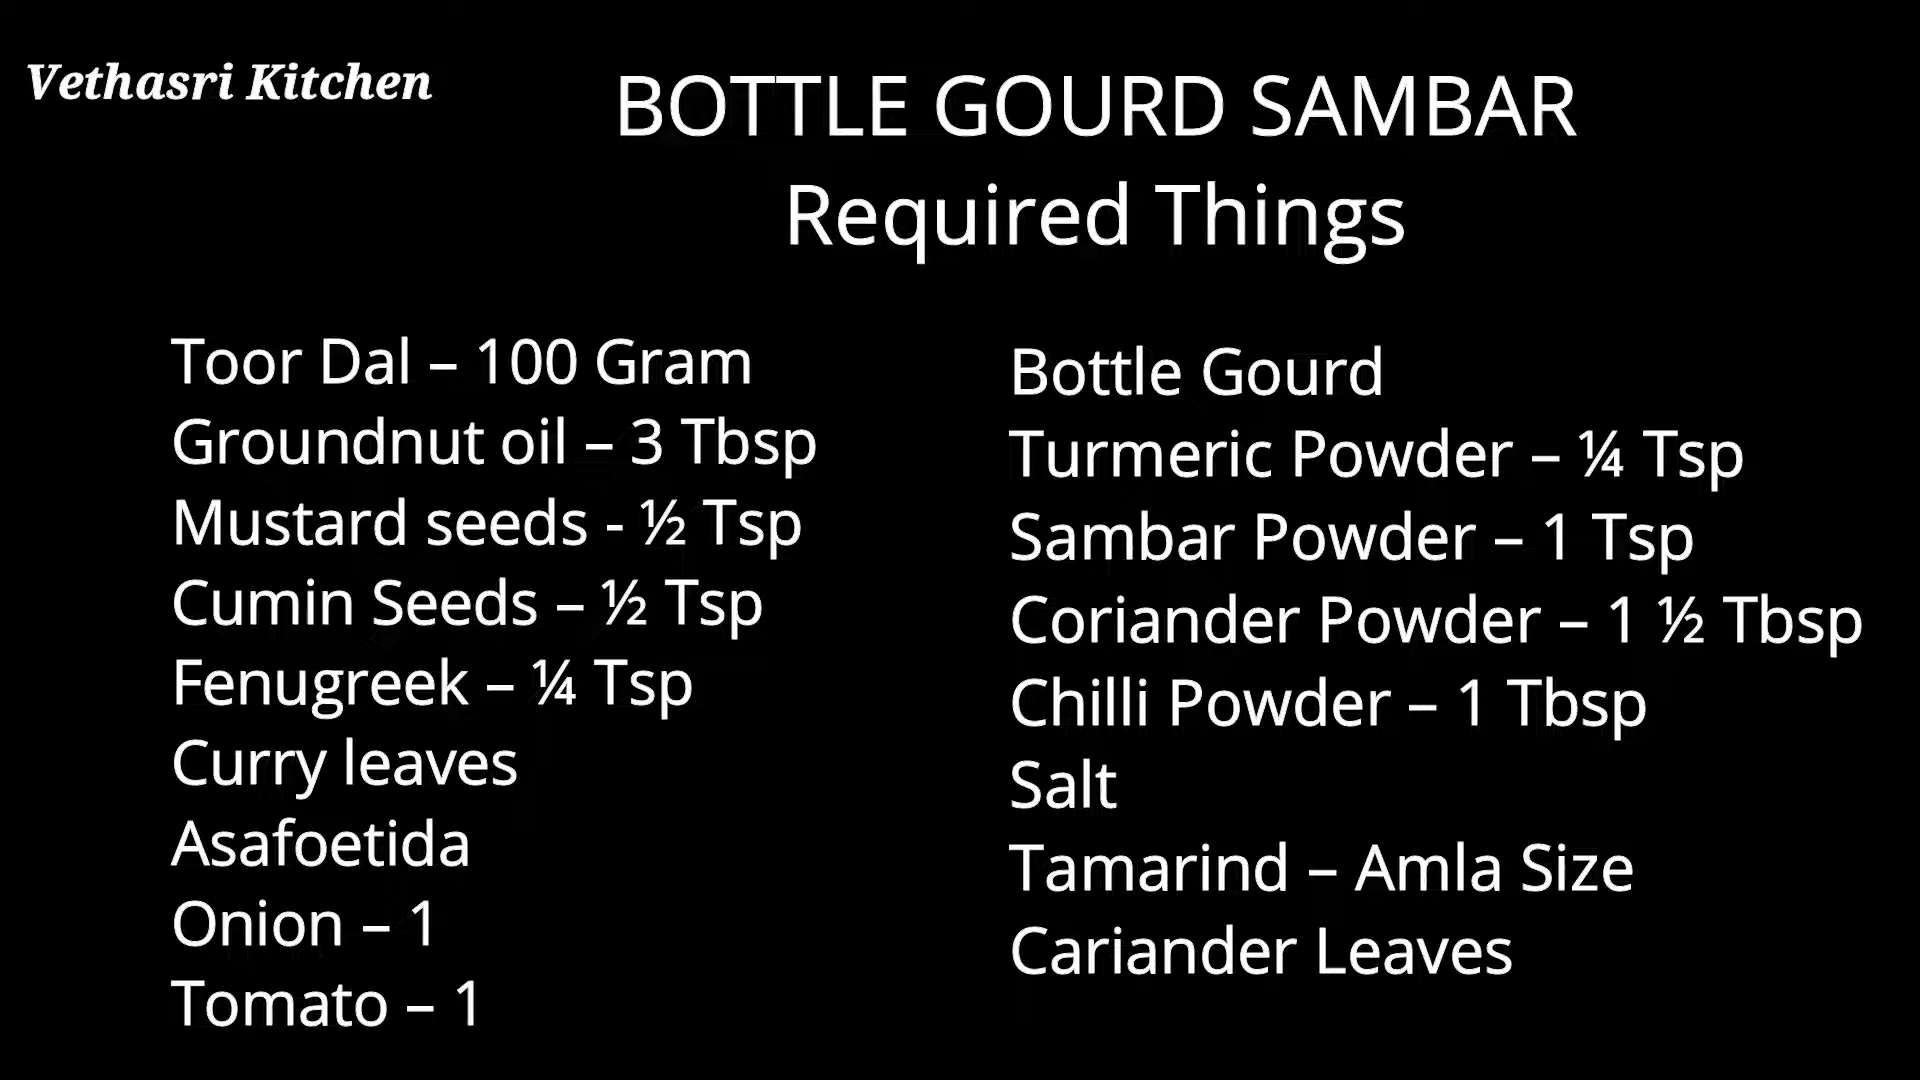 Vethasri Kitchen
BOTTLE GOURD SAMBAR
Required Things
Toor Dal – 100 Gram
Groundnut oil – 3 Tbsp
Mustard seeds - ½ Tsp
Cumin Seeds – ½ Tsp
Fenugreek – ¼ Tsp
Curry leaves
Asafoetida
Onion – 1
Tomato – 1
Bottle Gourd
Turmeric Powder – ¼ Tsp
Sambar Powder – 1 Tsp
Coriander Powder – 1 ½ Tbsp
Chilli Powder – 1 Tbsp
Salt
Tamarind – Amla Size
Cariander Leaves